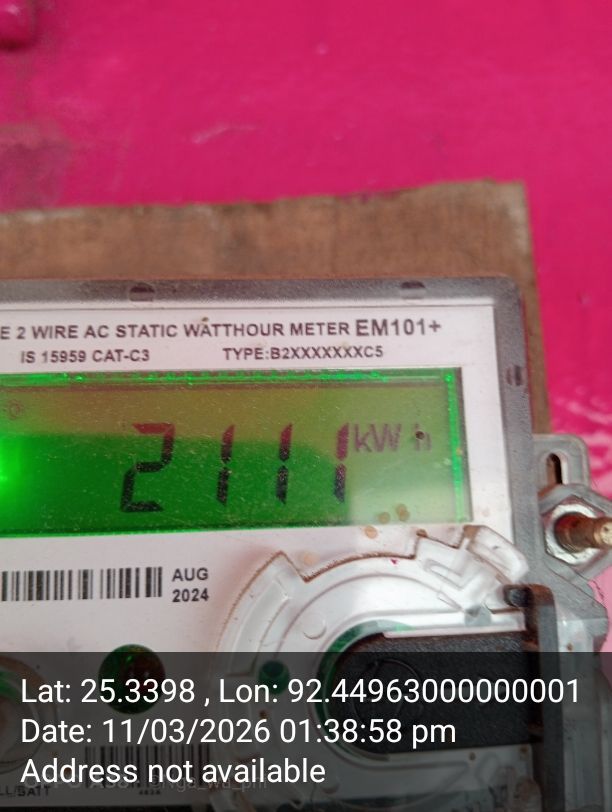 E 2 WIRE AC STATIC WATTHOUR METER EM101+
IS 15959 CAT-C3 TYPE:B2XXXXXXXC5
2111 kWh
AUG
2024
Lat: 25.3398 , Lon: 92.44963000000001
Date: 11/03/2026 01:38:58 pm
Address not available